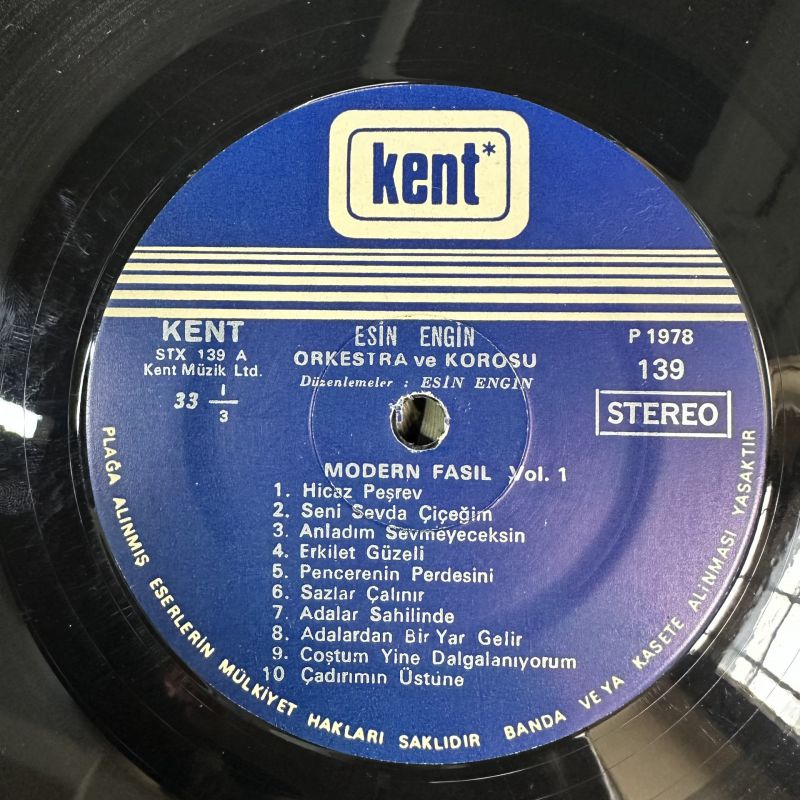 kent*
KENT
STX 139 A
Kent Müzik Ltd.
33 1/3
ESİN ENGİN
ORKESTRA ve KOROSU
Düzenlemeler : ESİN ENGİN
P 1978
139
STEREO
MODERN FASIL Vol. 1
1. Hicaz Peşrev
2. Seni Sevda Çiçeğim
3. Anladım Sevmeyeceksin
4. Erkilet Güzeli
5. Pencerenin Perdesini
6. Sazlar Çalınır
7. Adalar Sahilinde
8. Adalardan Bir Yar Gelir
9. Coştum Yine Dalgalanıyorum
10 Çadırımın Üstüne
PLAĞA ALINMIŞ ESERLERİN MÜLKİYET HAKLARI SAKLIDIR BANDA VEYA KASETE ALINMASI YASAKTIR